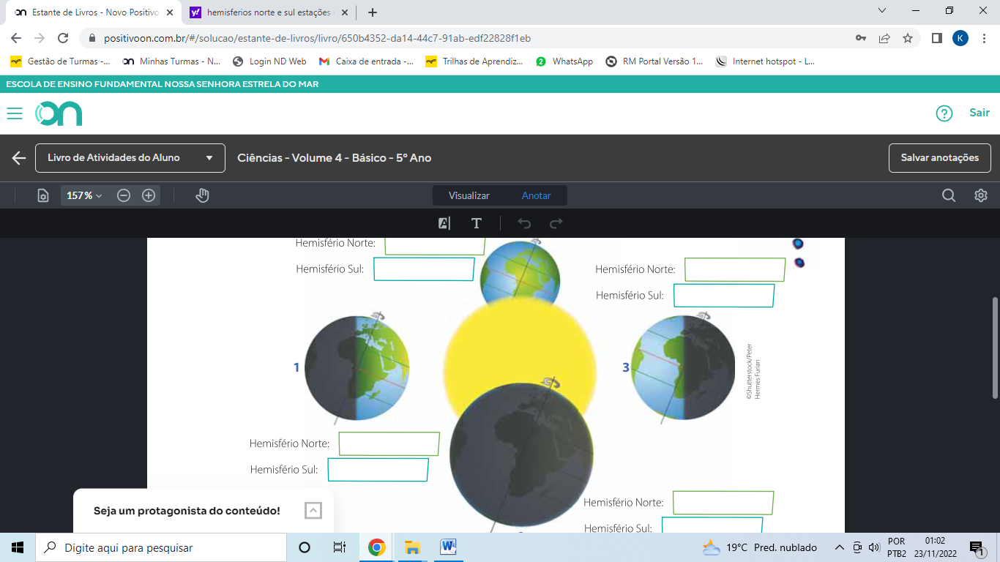 Estante de Livros - Novo Positivo
hemisferios norte e sul estações
positivoon.com.br/#/solucao/estante-de-livros/livro/650b4352-da14-44c7-91ab-edf22828f1eb
K
Gestão de Turmas -...
Minhas Turmas - N...
Login ND Web
Caixa de entrada -...
Trilhas de Aprendiz...
2
WhatsApp
RM Portal Versão 1...
Internet hotspot - L...
ESCOLA DE ENSINO FUNDAMENTAL NOSSA SENHORA ESTRELA DO MAR
on
Sair
Livro de Atividades do Aluno
Ciências - Volume 4 - Básico - 5º Ano
Salvar anotações
157%
Visualizar
Anotar
Hemisfério Norte:
Hemisfério Sul:
Hemisfério Norte:
Hemisfério Sul:
1
3
©Shutterstock/Peter
Hermes Furian
Hemisfério Norte:
Hemisfério Sul:
Hemisfério Norte:
Hemisfério Sul:
Seja um protagonista do conteúdo!
Digite aqui para pesquisar
19°C Pred. nublado
POR
PTB2
01:02
23/11/2022
1